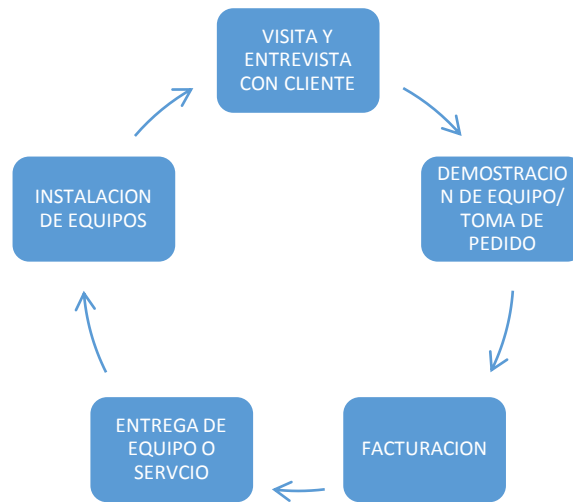 VISITA Y
ENTREVISTA
CON CLIENTE
DEMOSTRACIO
N DE EQUIPO/
TOMA DE
PEDIDO
FACTURACION
ENTREGA DE
EQUIPO O
SERVCIO
INSTALACION
DE EQUIPOS